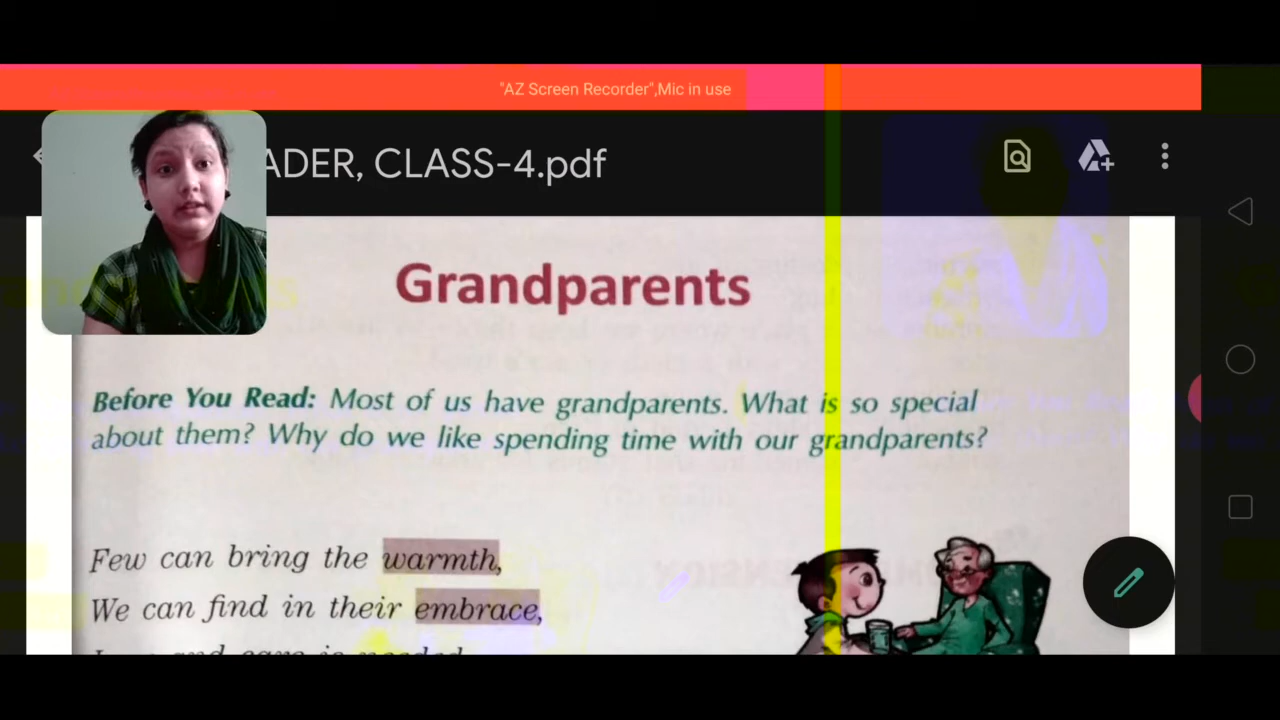 "AZ Screen Recorder",Mic in use
ADER, CLASS-4.pdf
Grandparents
Before You Read: Most of us have grandparents. What is so special
about them? Why do we like spending time with our grandparents?
Few can bring the warmth,
We can find in their embrace,